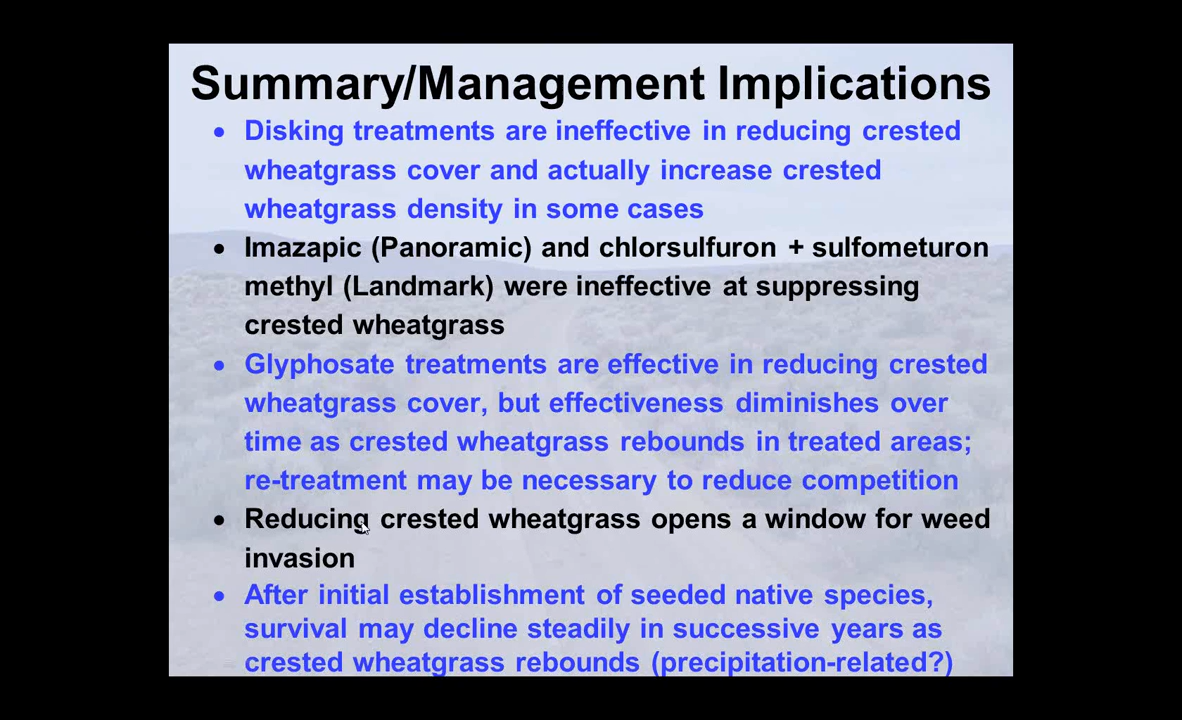 Summary/Management Implications
• Disking treatments are ineffective in reducing crested
wheatgrass cover and actually increase crested
wheatgrass density in some cases
• Imazapic (Panoramic) and chlorsulfuron + sulfometuron
methyl (Landmark) were ineffective at suppressing
crested wheatgrass
• Glyphosate treatments are effective in reducing crested
wheatgrass cover, but effectiveness diminishes over
time as crested wheatgrass rebounds in treated areas;
re-treatment may be necessary to reduce competition
• Reducing crested wheatgrass opens a window for weed
invasion
• After initial establishment of seeded native species,
survival may decline steadily in successive years as
crested wheatgrass rebounds (precipitation-related?)